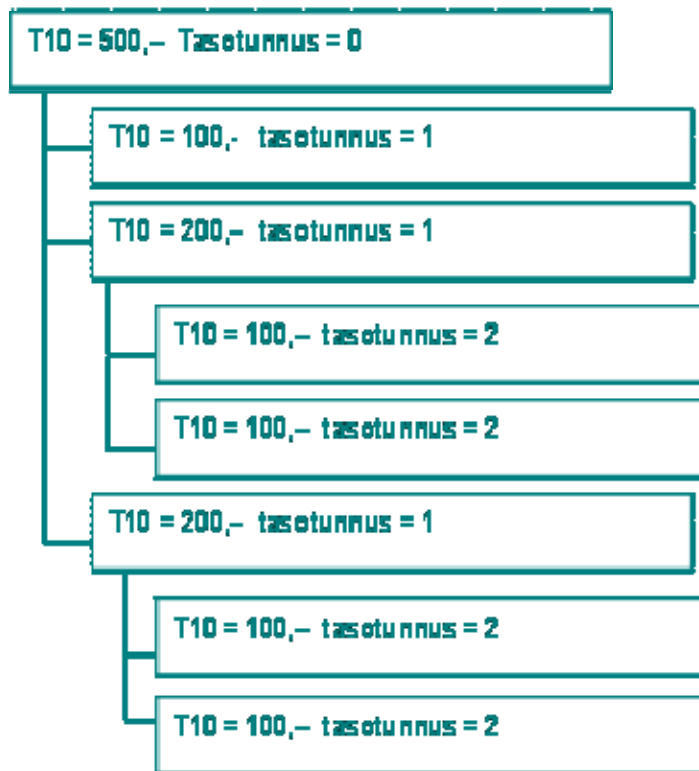 T10 = 500,– Tasotunnus = 0
T10 = 100,- tasotunnus = 1
T10 = 200,– tasotunnus = 1
T10 = 100,– tasotunnus = 2
T10 = 100,– tasotunnus = 2
T10 = 200,– tasotunnus = 1
T10 = 100,– tasotunnus = 2
T10 = 100,– tasotunnus = 2